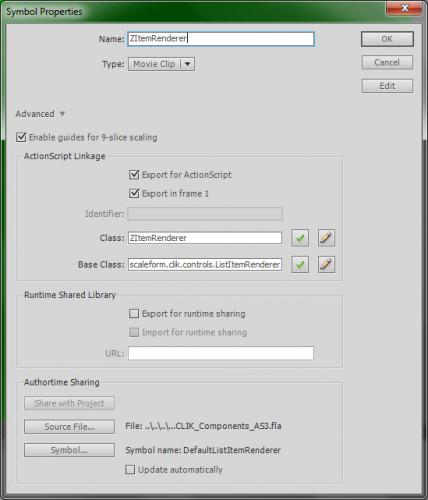 Symbol Properties
Name: ZItemRenderer OK
Type: Movie Clip Cancel
Edit
Advanced
Enable guides for 9-slice scaling
ActionScript Linkage
Export for ActionScript
Export in frame 1
Identifier:
Class: ZItemRenderer
Base Class: scaleform.clik.controls.ListItemRenderer
Runtime Shared Library
Export for runtime sharing
Import for runtime sharing
URL:
Authortime Sharing
Share with Project
Source File... File: ..\..\..\...CLIK_Components_AS3.fla
Symbol... Symbol name: DefaultListItemRenderer
Update automatically